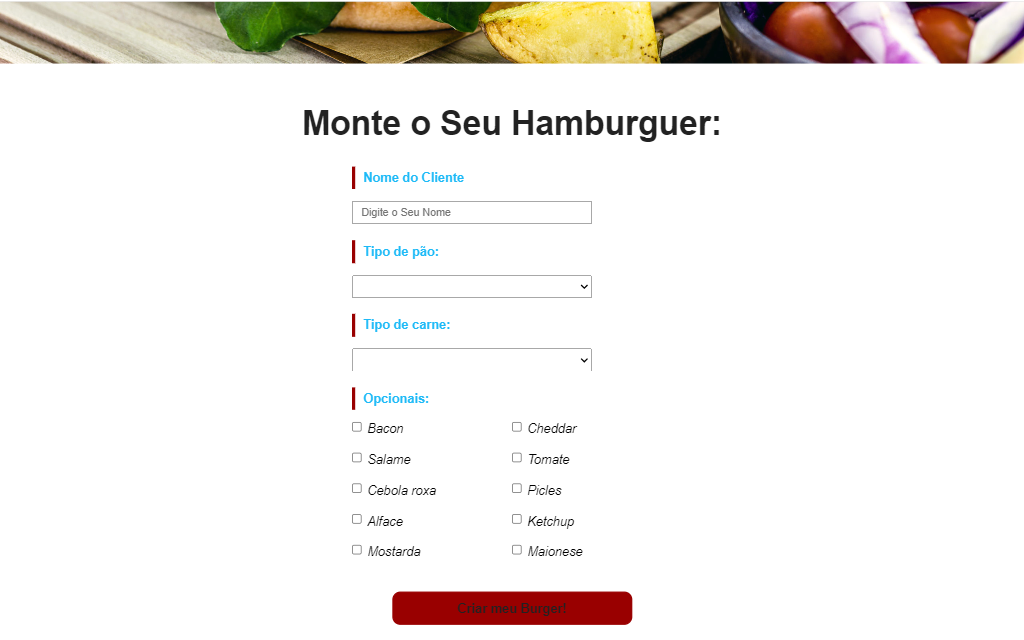 Monte o Seu Hamburguer:
Nome do Cliente
Digite o Seu Nome
Tipo de pão:
Tipo de carne:
Opcionais:
Bacon Cheddar
Salame Tomate
Cebola roxa Picles
Alface Ketchup
Mostarda Maionese
Criar meu Burger!